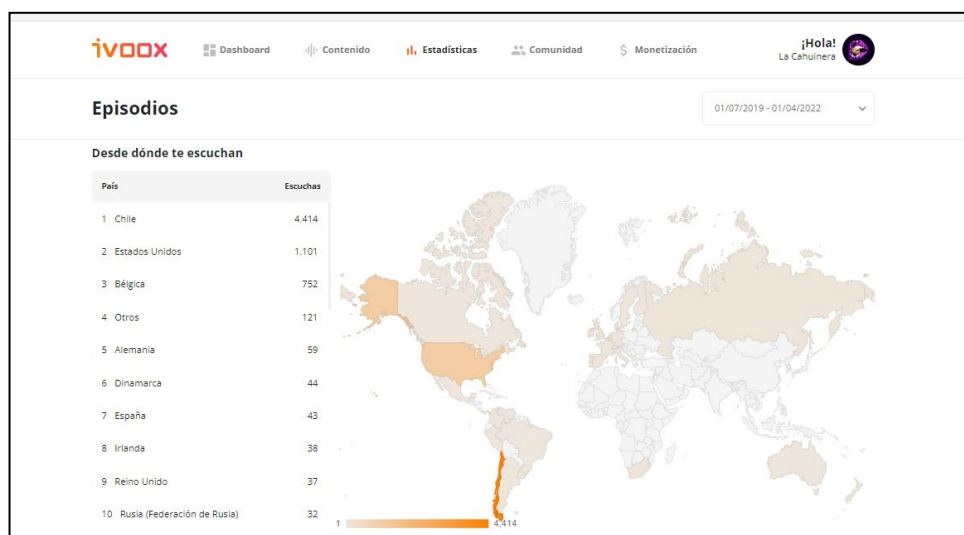 ivoox
Dashboard
Contenido
Estadísticas
Comunidad
Monetización
¡Hola!
La Cahuinera
Episodios
01/07/2019 - 01/04/2022
Desde dónde te escuchan
País Escuchas
1 Chile 4.414
2 Estados Unidos 1.101
3 Bélgica 752
4 Otros 121
5 Alemania 59
6 Dinamarca 44
7 España 43
8 Irlanda 38
9 Reino Unido 37
10 Rusia (Federación de Rusia) 32
1 4,414